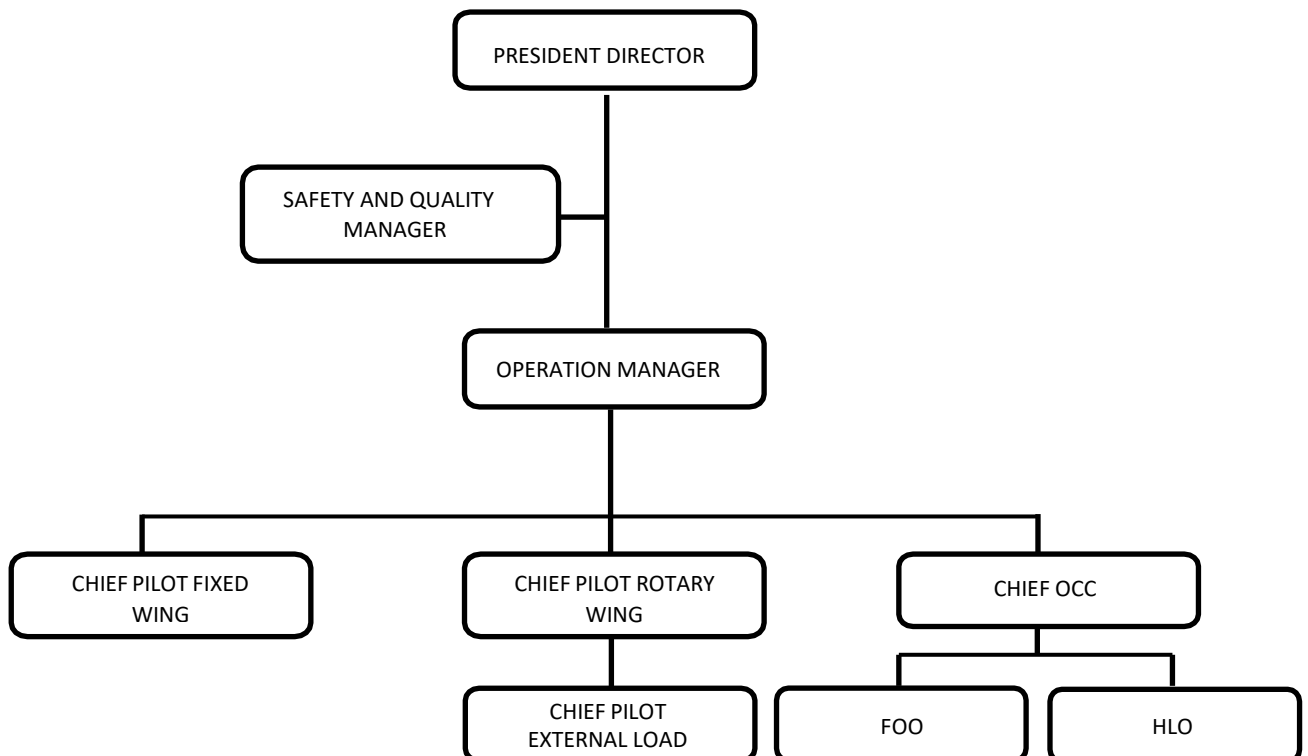 PRESIDENT DIRECTOR
SAFETY AND QUALITY
MANAGER
OPERATION MANAGER
CHIEF PILOT FIXED
WING
CHIEF PILOT ROTARY
WING
CHIEF OCC
CHIEF PILOT
EXTERNAL LOAD
FOO
HLO